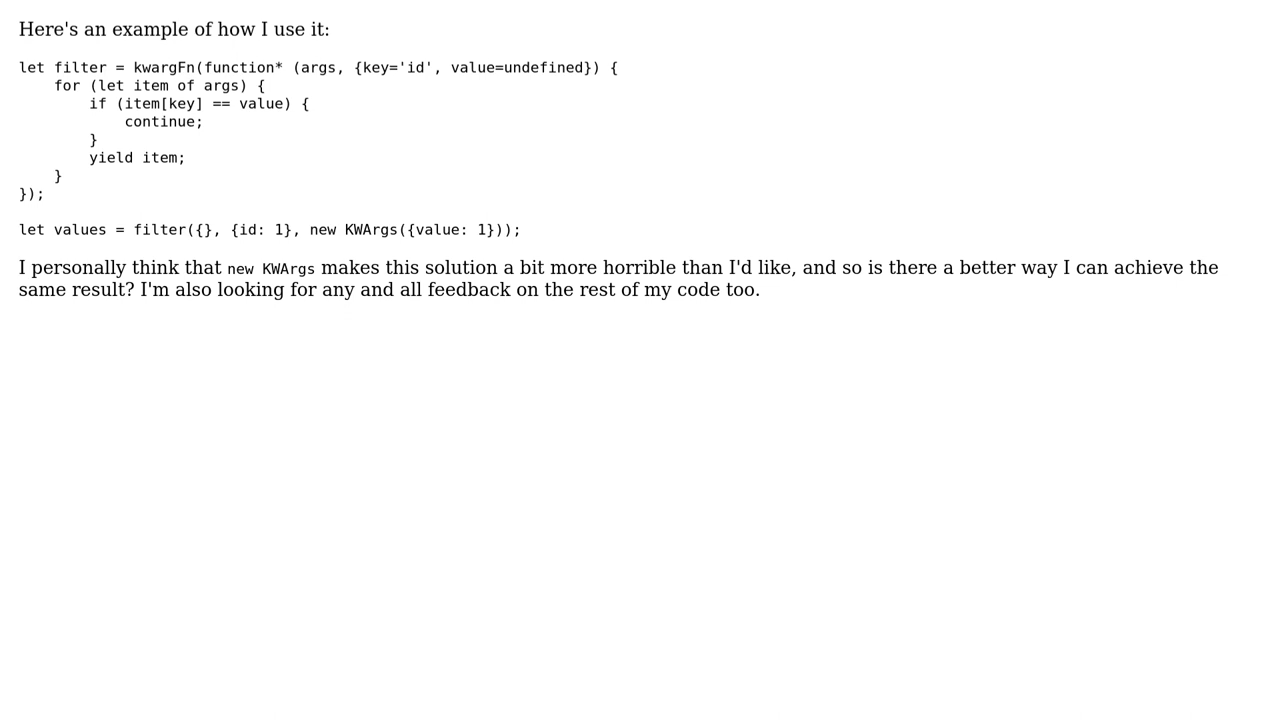 Here's an example of how I use it:
let filter = kwargFn(function* (args, {key='id', value=undefined}) {
    for (let item of args) {
        if (item[key] == value) {
            continue;
        }
        yield item;
    }
});
let values = filter({}, {id: 1}, new KWArgs({value: 1}));
I personally think that new KWArgs makes this solution a bit more horrible than I'd like, and so is there a better way I can achieve the
same result? I'm also looking for any and all feedback on the rest of my code too.